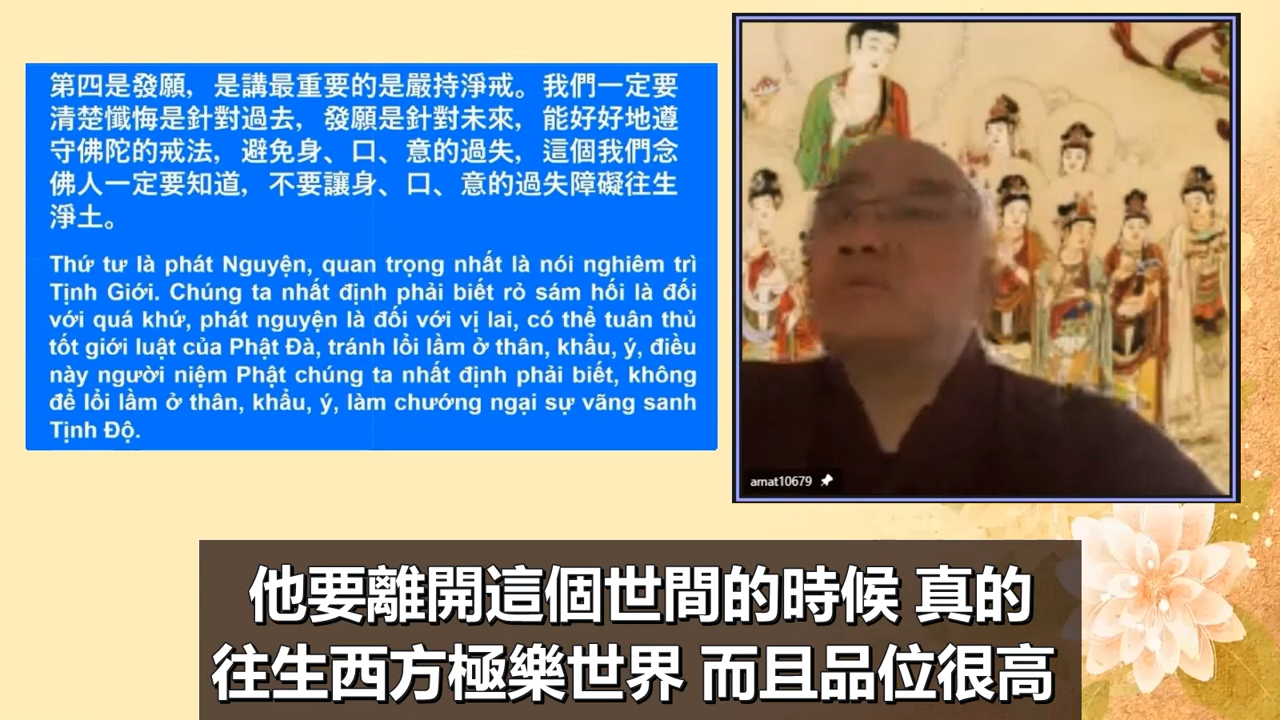 第四是發願，是講最重要的是嚴持淨戒。我們一定要
清楚懺悔是針對過去，發願是針對未來，能好好地遵
守佛陀的戒法，避免身、口、意的過失，這個我們念
佛人一定要知道，不要讓身、口、意的過失障礙往生
淨土。
Thứ tư là phát Nguyện, quan trọng nhất là nói nghiêm trì
Tịnh Giới. Chúng ta nhất định phải biết rỏ sám hối là đối
với quá khứ, phát nguyện là đối với vị lai, có thể tuân thủ
tốt giới luật của Phật Đà, tránh lổi lầm ở thân, khẩu, ý, điều
này người niệm Phật chúng ta nhất định phải biết, không
để lổi lầm ở thân, khẩu, ý, làm chướng ngại sự vãng sanh
Tịnh Độ.
amat10679
他要離開這個世間的時候 真的
往生西方極樂世界 而且品位很高